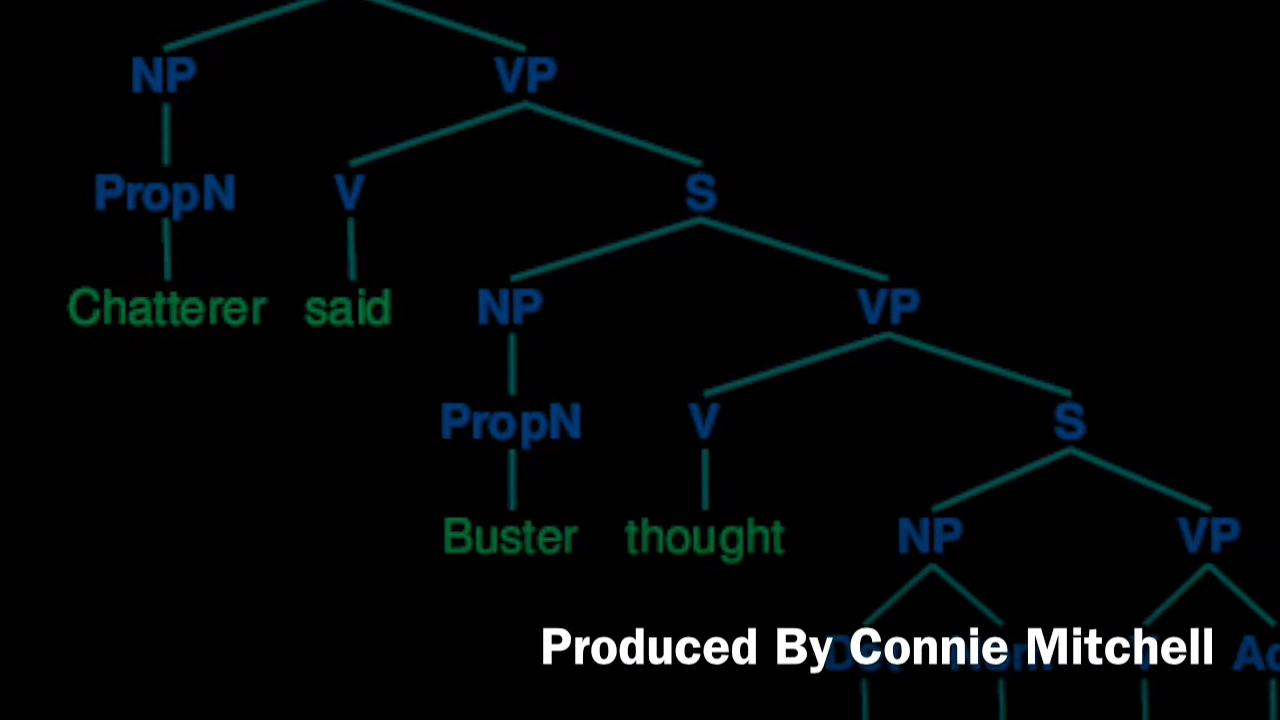 NP VP
PropN V S
Chatterer said NP VP
PropN V S
Buster thought NP VP
Produced By Connie Mitchell